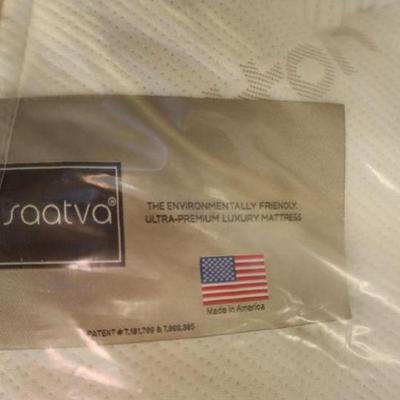 saatva®
THE ENVIRONMENTALLY FRIENDLY,
ULTRA-PREMIUM LUXURY MATTRESS
Made in America